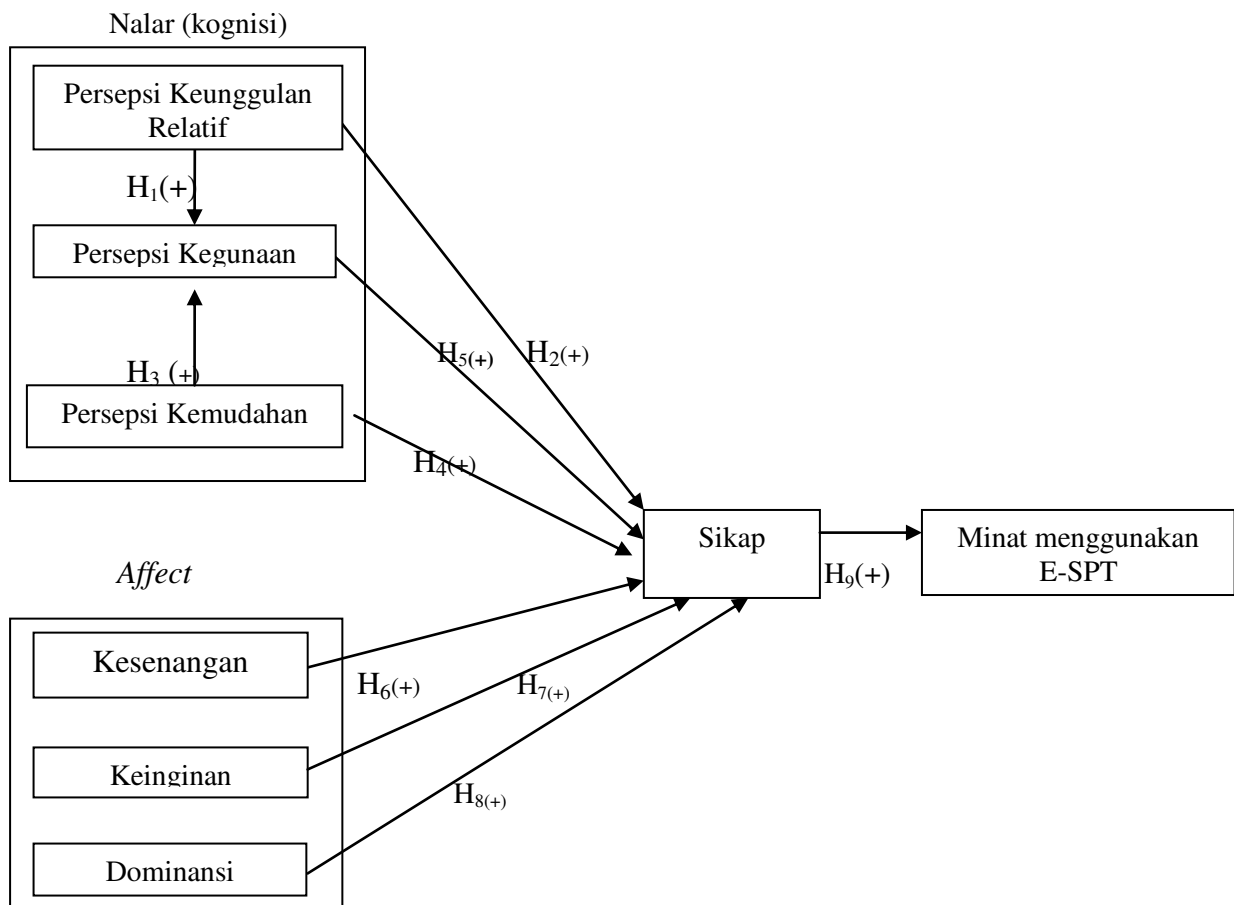 Nalar (kognisi)
Persepsi Keunggulan
Relatif
H₁(+)
Persepsi Kegunaan
H₃ (+)
Persepsi Kemudahan
H₅(+)
H₂(+)
H₄(+)
Sikap
H₉(+)
Minat menggunakan
E-SPT
Affect
Kesenangan
H₆(+)
H₇(+)
Keinginan
H₈(+)
Dominansi